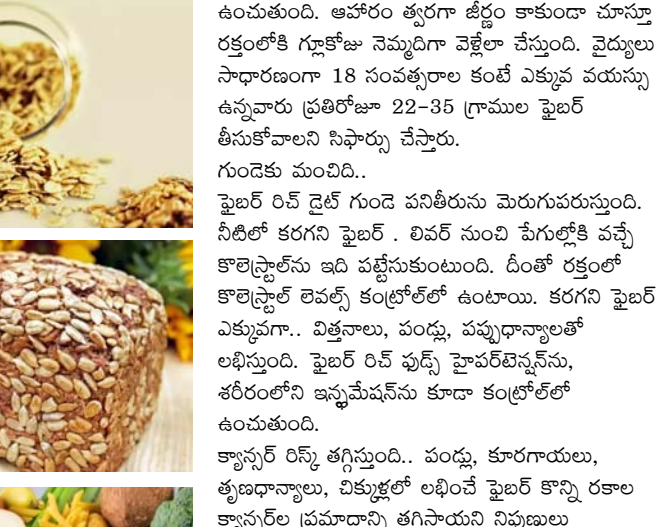 ఉంచుతుంది. ఆహారం త్వరగా జీర్ణం కాకుండా చూస్తూ
రక్తంలోకి గ్లూకోజు నెమ్మదిగా వెళ్లేలా చేస్తుంది. వైద్యులు
సాధారణంగా 18 సంవత్సరాల కంటే ఎక్కువ వయస్సు
ఉన్నవారు ప్రతిరోజూ 22-35 గ్రాముల ఫైబర్
తీసుకోవాలని సిఫార్సు చేస్తారు.
గుండెకు మంచిది..
ఫైబర్ రిచ్ డైట్ గుండె పనితీరును మెరుగుపరుస్తుంది.
నీటిలో కరగని ఫైబర్ . లివర్ నుంచి పేగుల్లోకి వచ్చే
కొలెస్ట్రాల్‌ను ఇది పట్టేసుకుంటుంది. దీంతో రక్తంలో
కొలెస్ట్రాల్ లెవల్స్ కంట్రోల్‌లో ఉంటాయి. కరగని ఫైబర్
ఎక్కువగా.. విత్తనాలు, పండ్లు, పప్పుధాన్యాలతో
లభిస్తుంది. ఫైబర్ రిచ్ ఫుడ్స్ హైపర్‌టెన్షన్‌ను,
శరీరంలోని ఇన్ఫ్లమేషన్‌ను కూడా కంట్రోల్‌లో
ఉంచుతుంది.
క్యాన్సర్ రిస్క్ తగ్గిస్తుంది.. పండ్లు, కూరగాయలు,
తృణధాన్యాలు, చిక్కుళ్లలో లభించే ఫైబర్ కొన్ని రకాల
క్యాన్సర్‌ల ప్రమాదాన్ని తగ్గిస్తాయని నిపుణులు